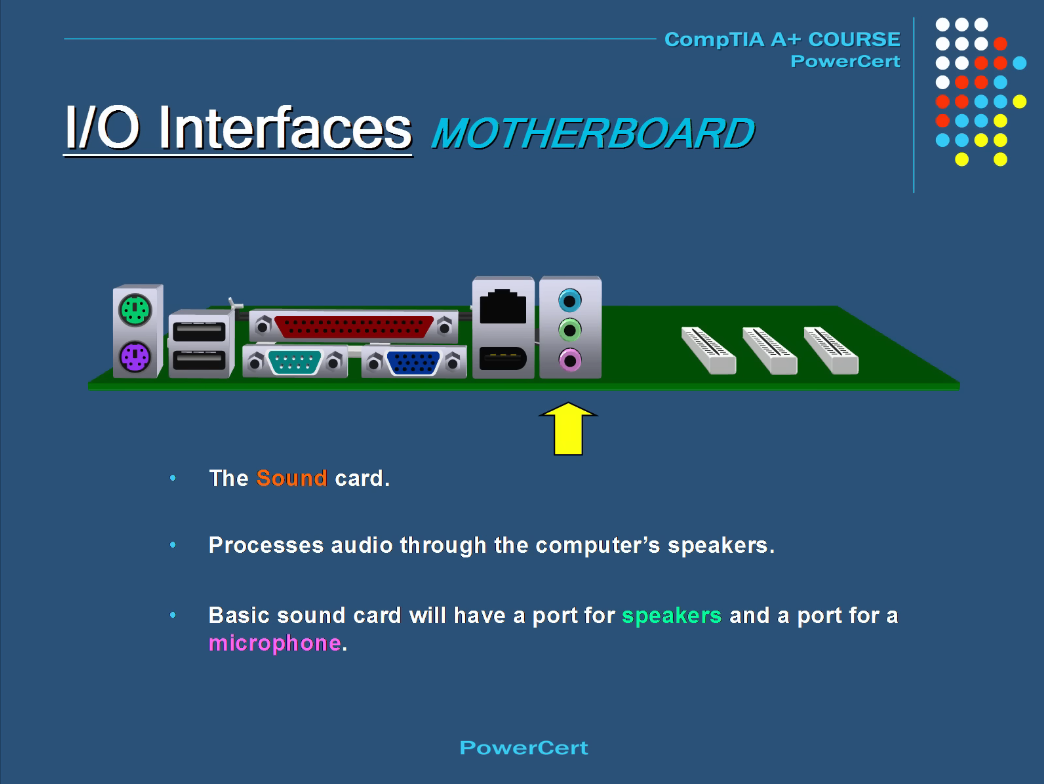 CompTIA A+ COURSE
PowerCert
I/O Interfaces MOTHERBOARD
• The Sound card.
• Processes audio through the computer’s speakers.
• Basic sound card will have a port for speakers and a port for a
microphone.
PowerCert